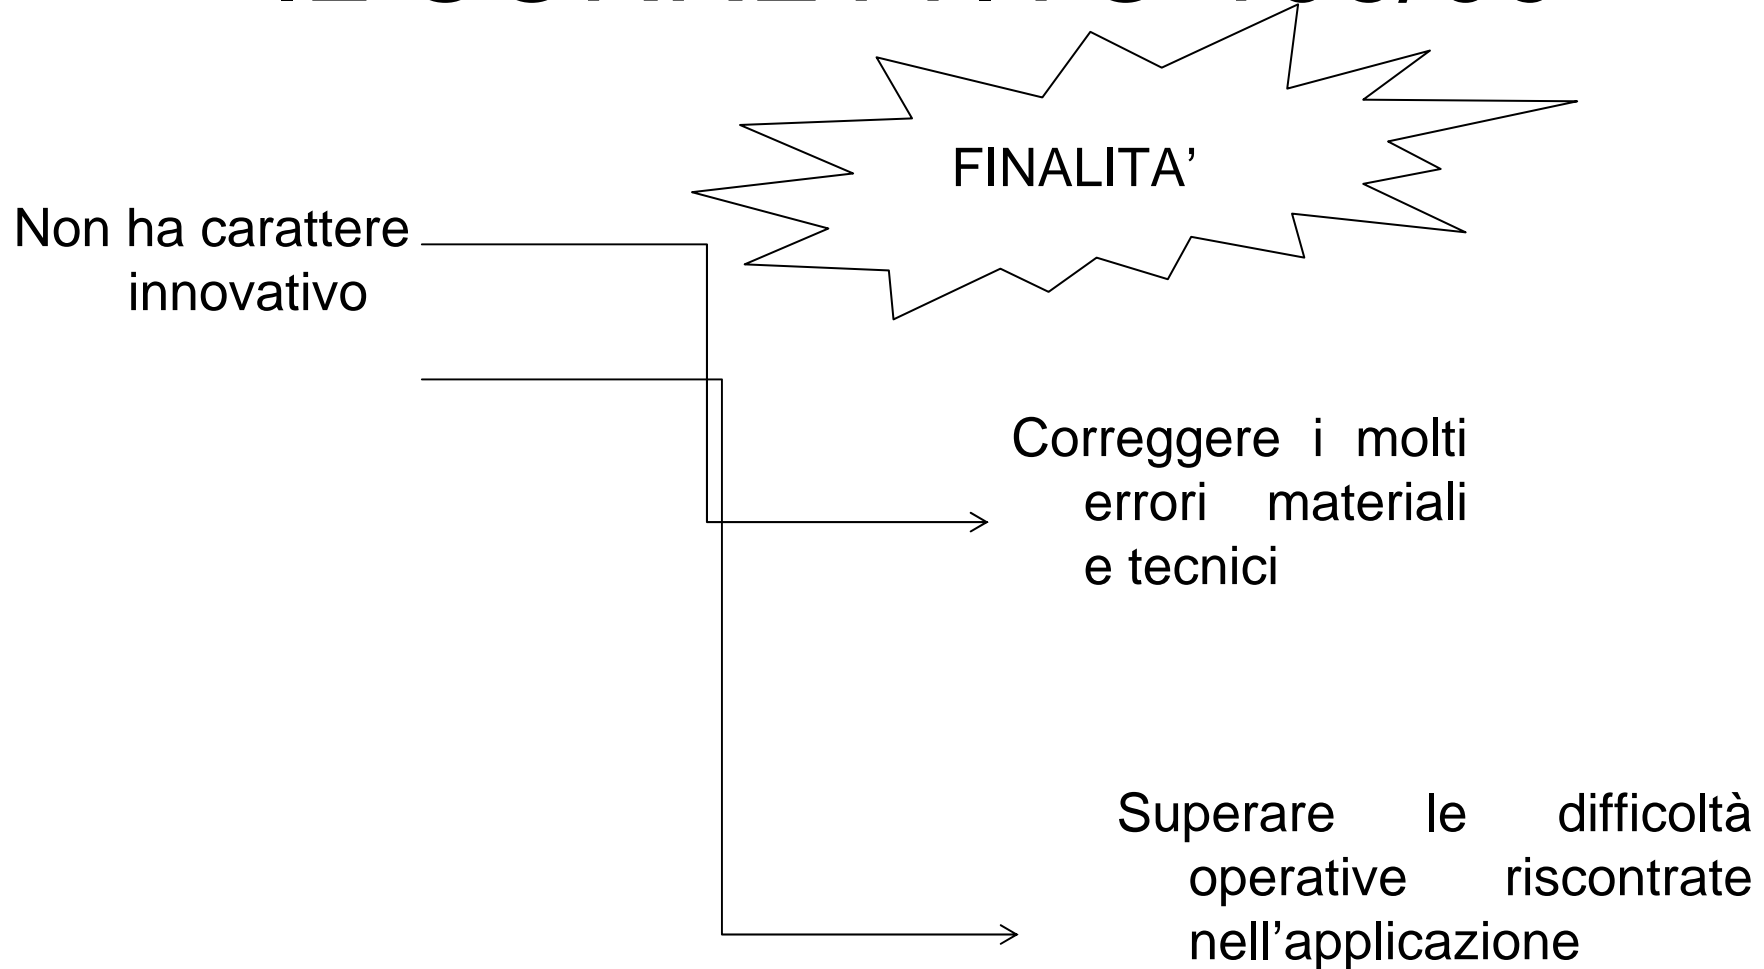 FINALITA’
Non ha carattere
innovativo
Correggere i molti
errori materiali
e tecnici
Superare le difficoltà
operative riscontrate
nell’applicazione